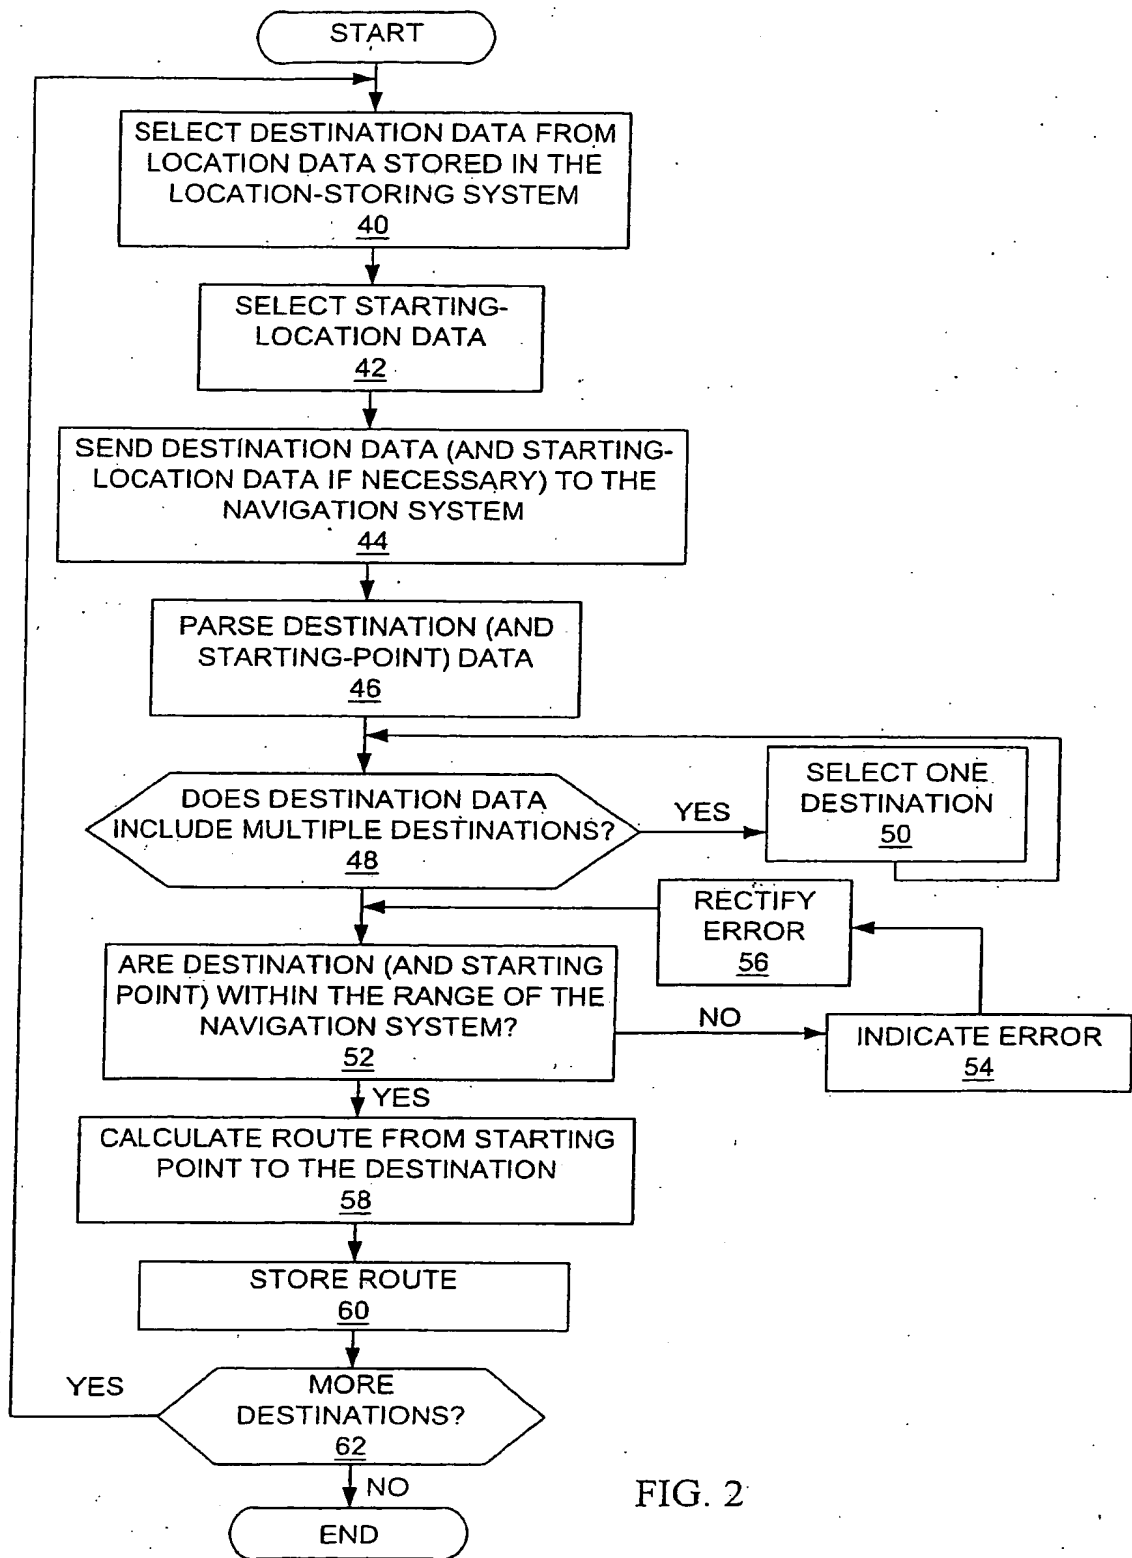 START
SELECT DESTINATION DATA FROM
LOCATION DATA STORED IN THE
LOCATION-STORING SYSTEM
40
SELECT STARTING-
LOCATION DATA
42
SEND DESTINATION DATA (AND STARTING-
LOCATION DATA IF NECESSARY) TO THE
NAVIGATION SYSTEM
44
PARSE DESTINATION (AND
STARTING-POINT) DATA
46
DOES DESTINATION DATA
INCLUDE MULTIPLE DESTINATIONS?
48
YES
SELECT ONE
DESTINATION
50
RECTIFY
ERROR
56
ARE DESTINATION (AND STARTING
POINT) WITHIN THE RANGE OF THE
NAVIGATION SYSTEM?
52
NO
INDICATE ERROR
54
YES
CALCULATE ROUTE FROM STARTING
POINT TO THE DESTINATION
58
STORE ROUTE
60
YES
MORE
DESTINATIONS?
62
NO
END
FIG. 2